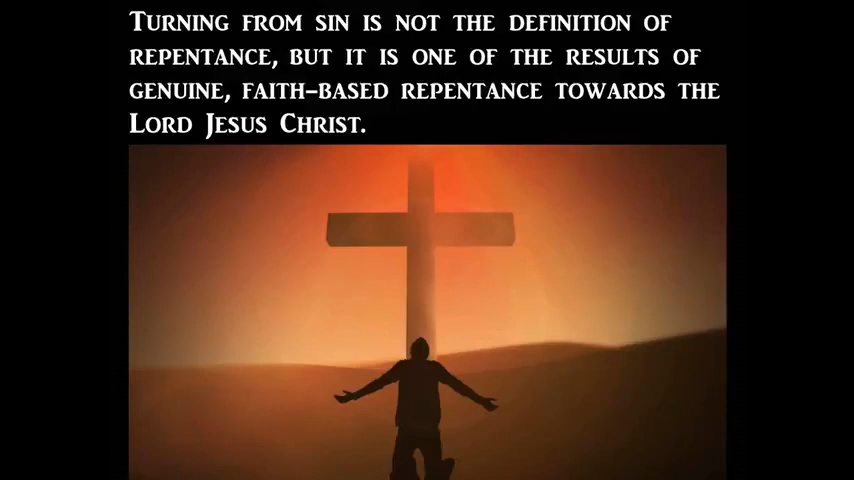 Turning from sin is not the definition of
repentance, but it is one of the results of
genuine, faith-based repentance towards the
Lord Jesus Christ.